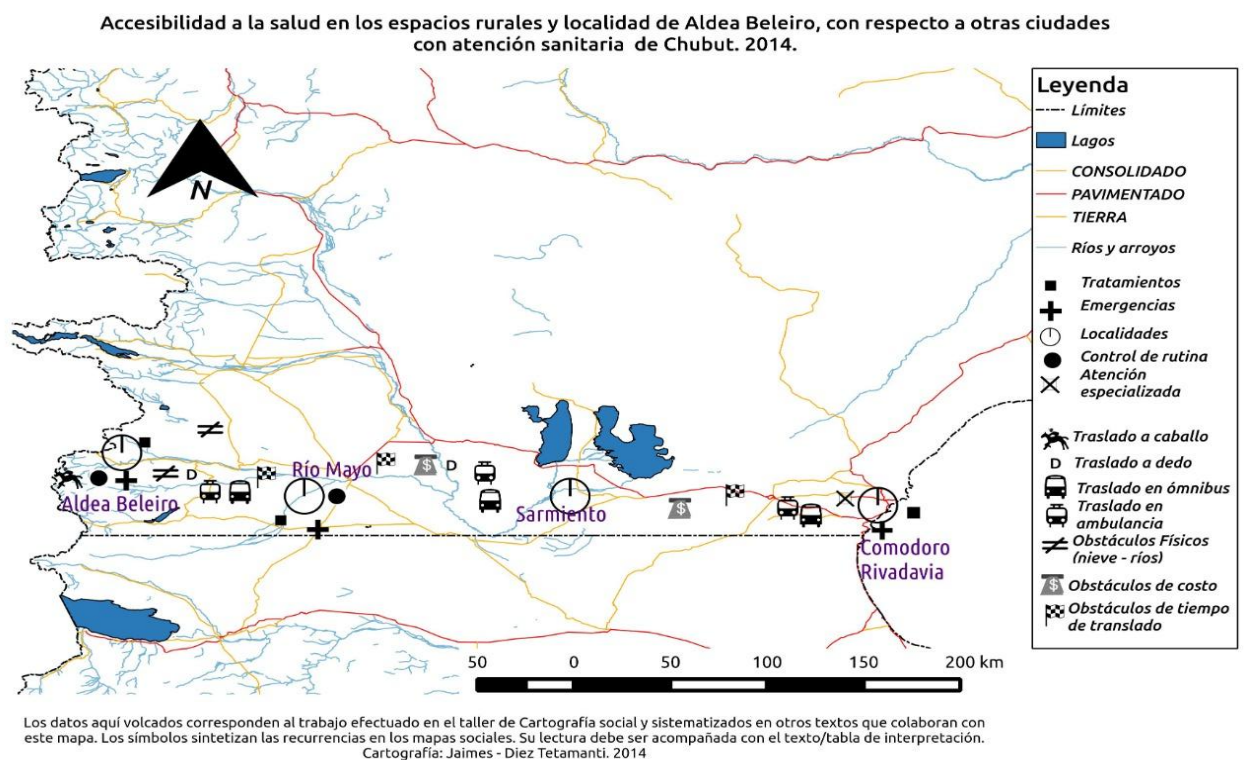 Accesibilidad a la salud en los espacios rurales y localidad de Aldea Beleiro, con respecto a otras ciudades
con atención sanitaria de Chubut. 2014.
N
Aldea Beleiro
D
Río Mayo
D
Sarmiento
Comodoro
Rivadavia
50 0 50 100 150 200 km
Leyenda
Límites
Lagos
CONSOLIDADO
PAVIMENTADO
TIERRA
Ríos y arroyos
Tratamientos
Emergencias
Localidades
Control de rutina
Atención
especializada
Traslado a caballo
D Traslado a dedo
Traslado en ómnibus
Traslado en
ambulancia
Obstáculos Físicos
(nieve - ríos)
$ Obstáculos de costo
Obstáculos de tiempo
de translado
Los datos aquí volcados corresponden al trabajo efectuado en el taller de Cartografía social y sistematizados en otros textos que colaboran con
este mapa. Los símbolos sintetizan las recurrencias en los mapas sociales. Su lectura debe ser acompañada con el texto/tabla de interpretación.
Cartografía: Jaimes - Diez Tetamanti. 2014